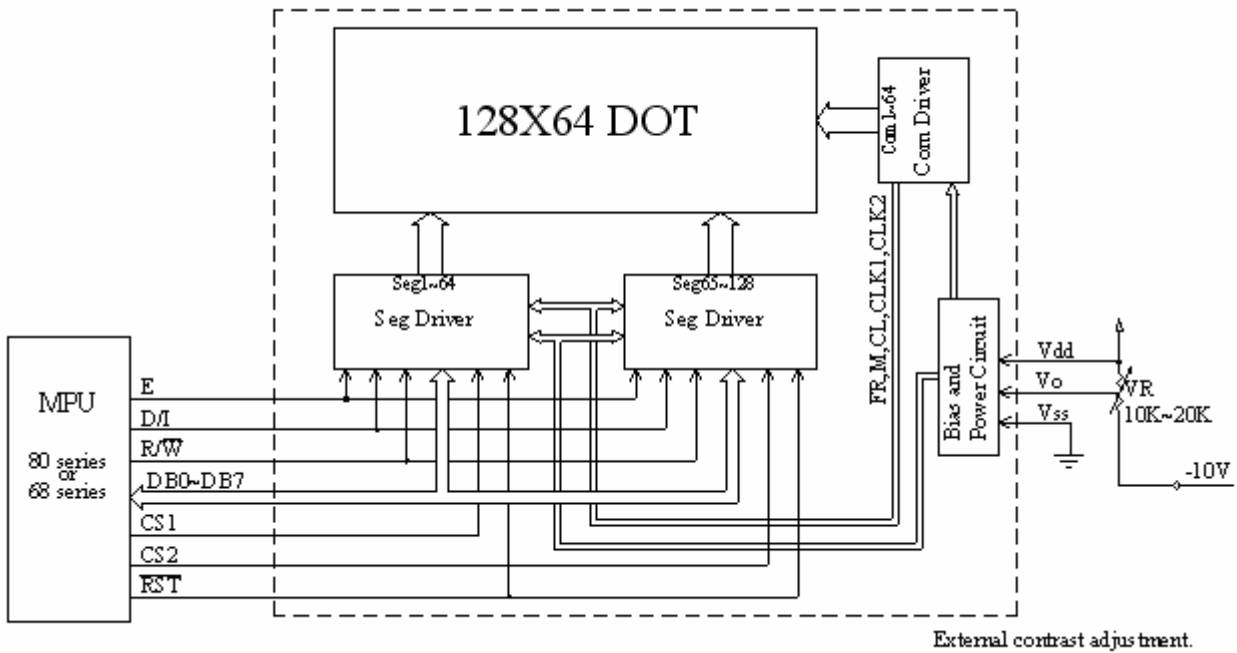 128X64 DOT
Com 1~64
Com Driver
FR,M,CL,CLK1,CLK2
Seg1~64
Seg Driver
Seg65~128
Seg Driver
MPU
80 series
or
68 series
E
D/I
R/W̅
DB0~DB7
CS1
CS2
R̅S̅T̅
Bias and
Power Circuit
Vdd
Vo
Vss
VR
10K~20K
-10V
External contrast adjustment.